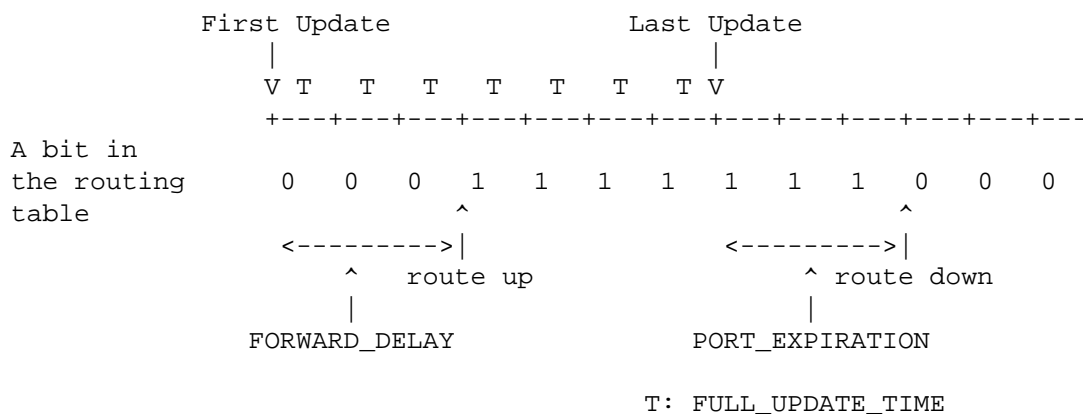 First Update                Last Update
|                           |
V T   T   T   T   T   T   T V
+---+---+---+---+---+---+---+---+---+---+---+---+---
A bit in
the routing      0   0   0   1   1   1   1   1   1   1   0   0   0
table                       ^                           ^
<---------->|                <---------->|
^   route up                 ^ route down
|                            |
FORWARD_DELAY               PORT_EXPIRATION
T: FULL_UPDATE_TIME